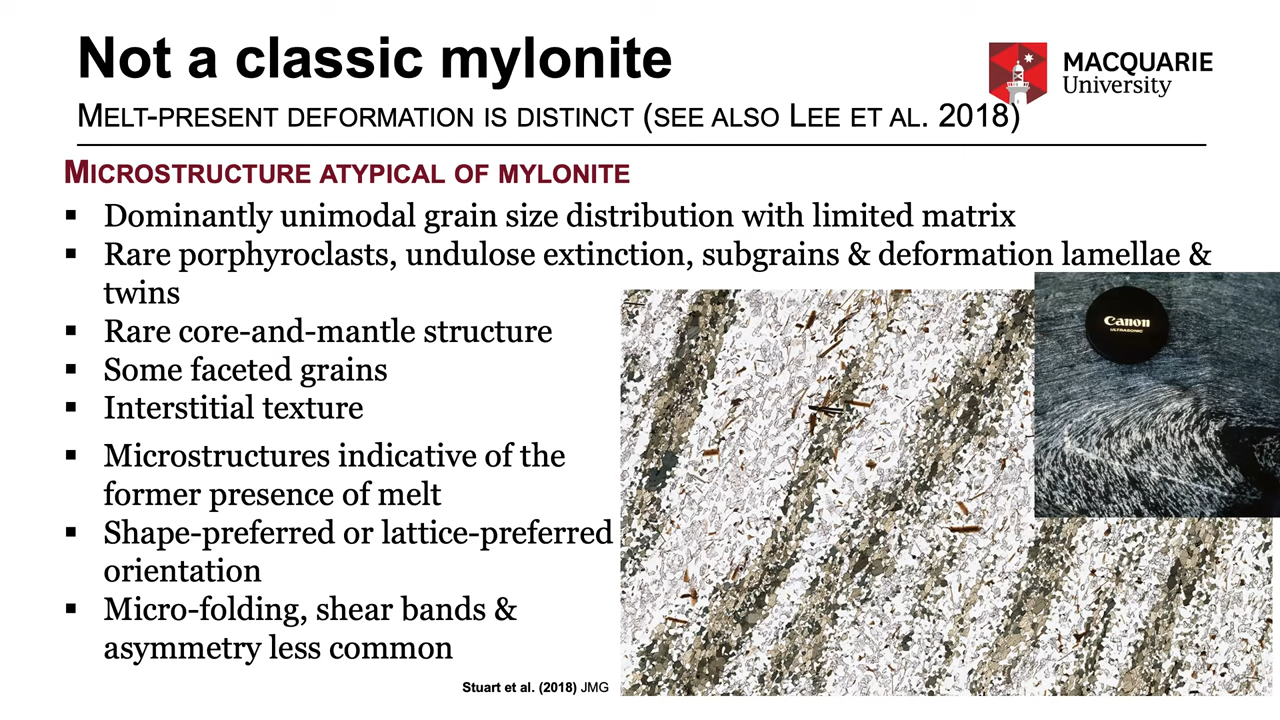 Not a classic mylonite
MACQUARIE
University
MELT-PRESENT DEFORMATION IS DISTINCT (SEE ALSO LEE ET AL. 2018)
MICROSTRUCTURE ATYPICAL OF MYLONITE
▪ Dominantly unimodal grain size distribution with limited matrix
▪ Rare porphyroclasts, undulose extinction, subgrains & deformation lamellae &
twins
▪ Rare core-and-mantle structure
▪ Some faceted grains
▪ Interstitial texture
▪ Microstructures indicative of the
former presence of melt
▪ Shape-preferred or lattice-preferred
orientation
▪ Micro-folding, shear bands &
asymmetry less common
Canon
ULTRASONIC
Stuart et al. (2018) JMG